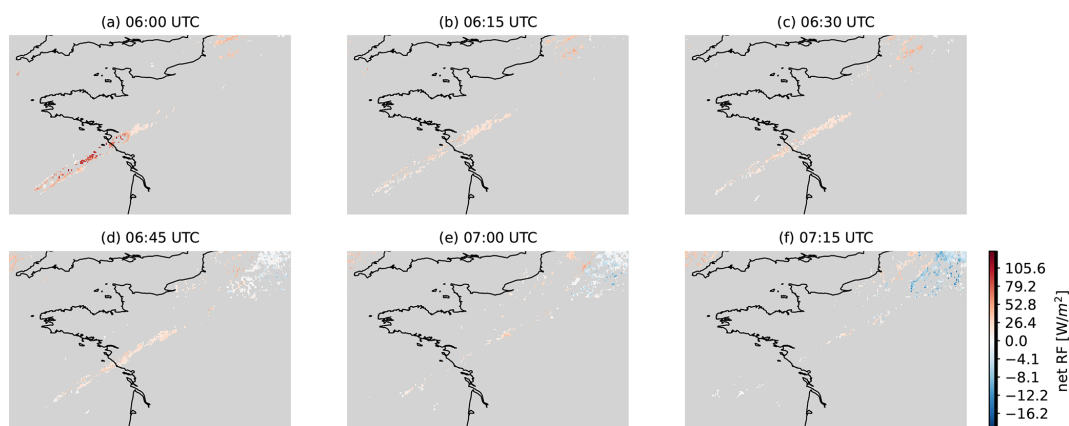 (a) 06:00 UTC
(b) 06:15 UTC
(c) 06:30 UTC
(d) 06:45 UTC
(e) 07:00 UTC
(f) 07:15 UTC
105.6
79.2
52.8
26.4
0.0
−4.1
−8.1
−12.2
−16.2
net RF [W/m²]